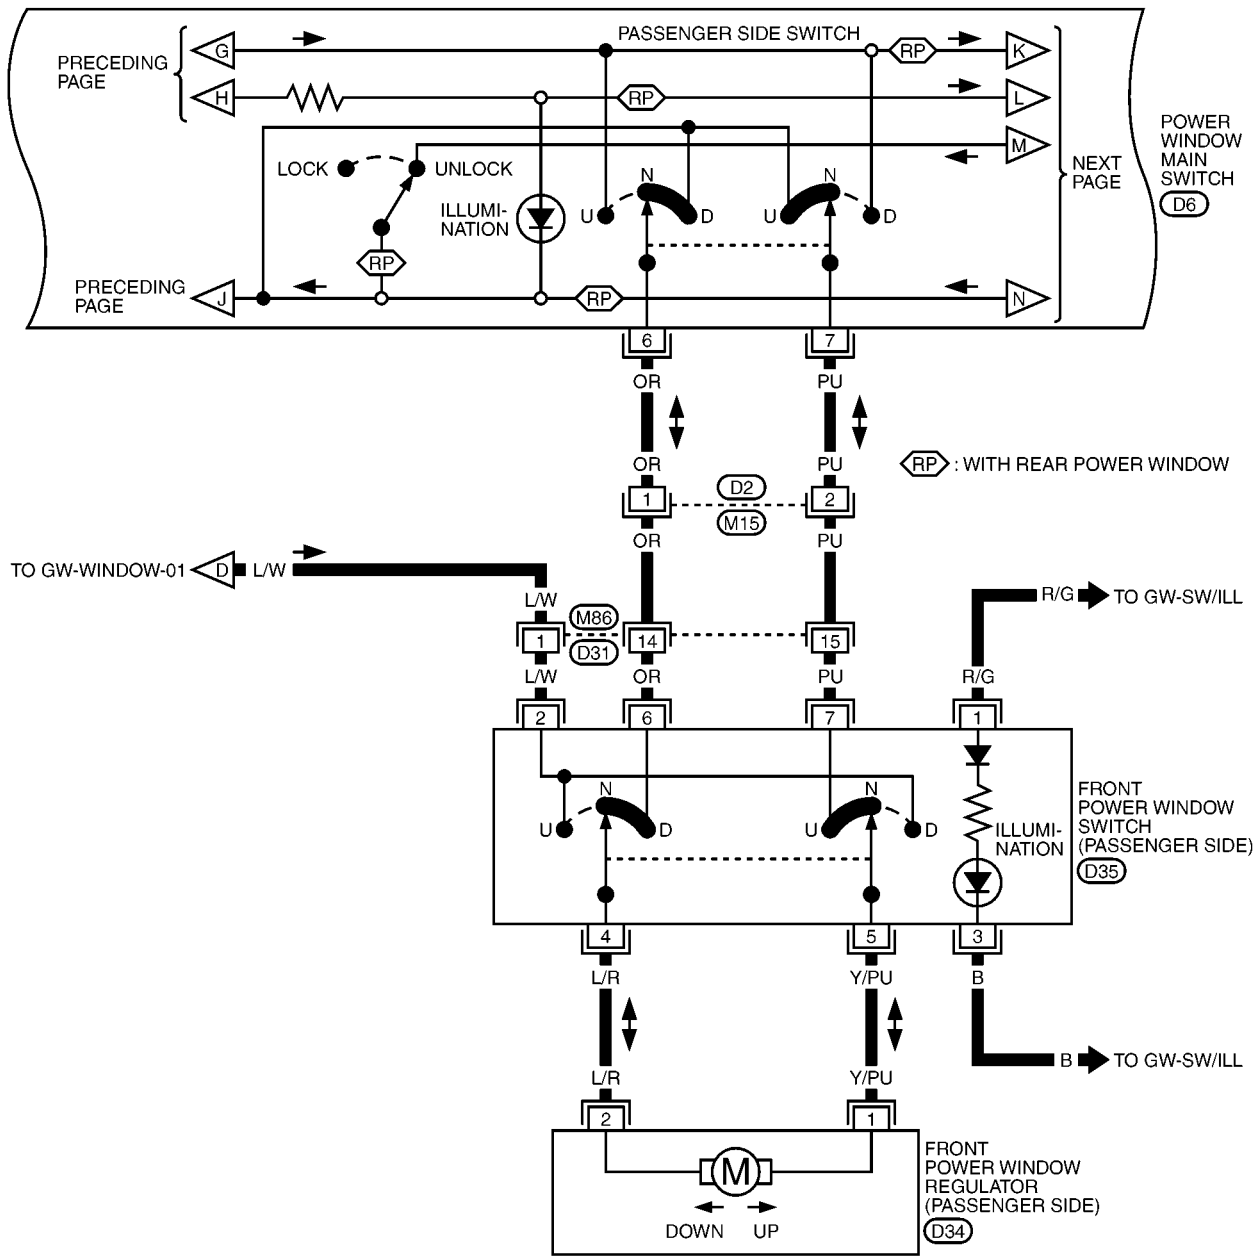 PASSENGER SIDE SWITCH
PRECEDING
PAGE
G
RP
K
H
RP
L
M
LOCK
UNLOCK
N
N
ILLUMI-
NATION
U
D
U
D
NEXT
PAGE
POWER
WINDOW
MAIN
SWITCH
D6
RP
PRECEDING
PAGE
J
RP
N
6
7
OR
PU
OR
PU
RP : WITH REAR POWER WINDOW
1
D2
2
M15
OR
PU
TO GW-WINDOW-01
D
L/W
L/W
R/G
TO GW-SW/ILL
M86
1
14
15
D31
L/W
OR
PU
R/G
2
6
7
1
N
N
U
D
U
D
ILLUMI-
NATION
FRONT
POWER WINDOW
SWITCH
(PASSENGER SIDE)
D35
4
5
3
L/R
Y/PU
B
B
TO GW-SW/ILL
L/R
Y/PU
2
1
M
DOWN
UP
FRONT
POWER WINDOW
REGULATOR
(PASSENGER SIDE)
D34